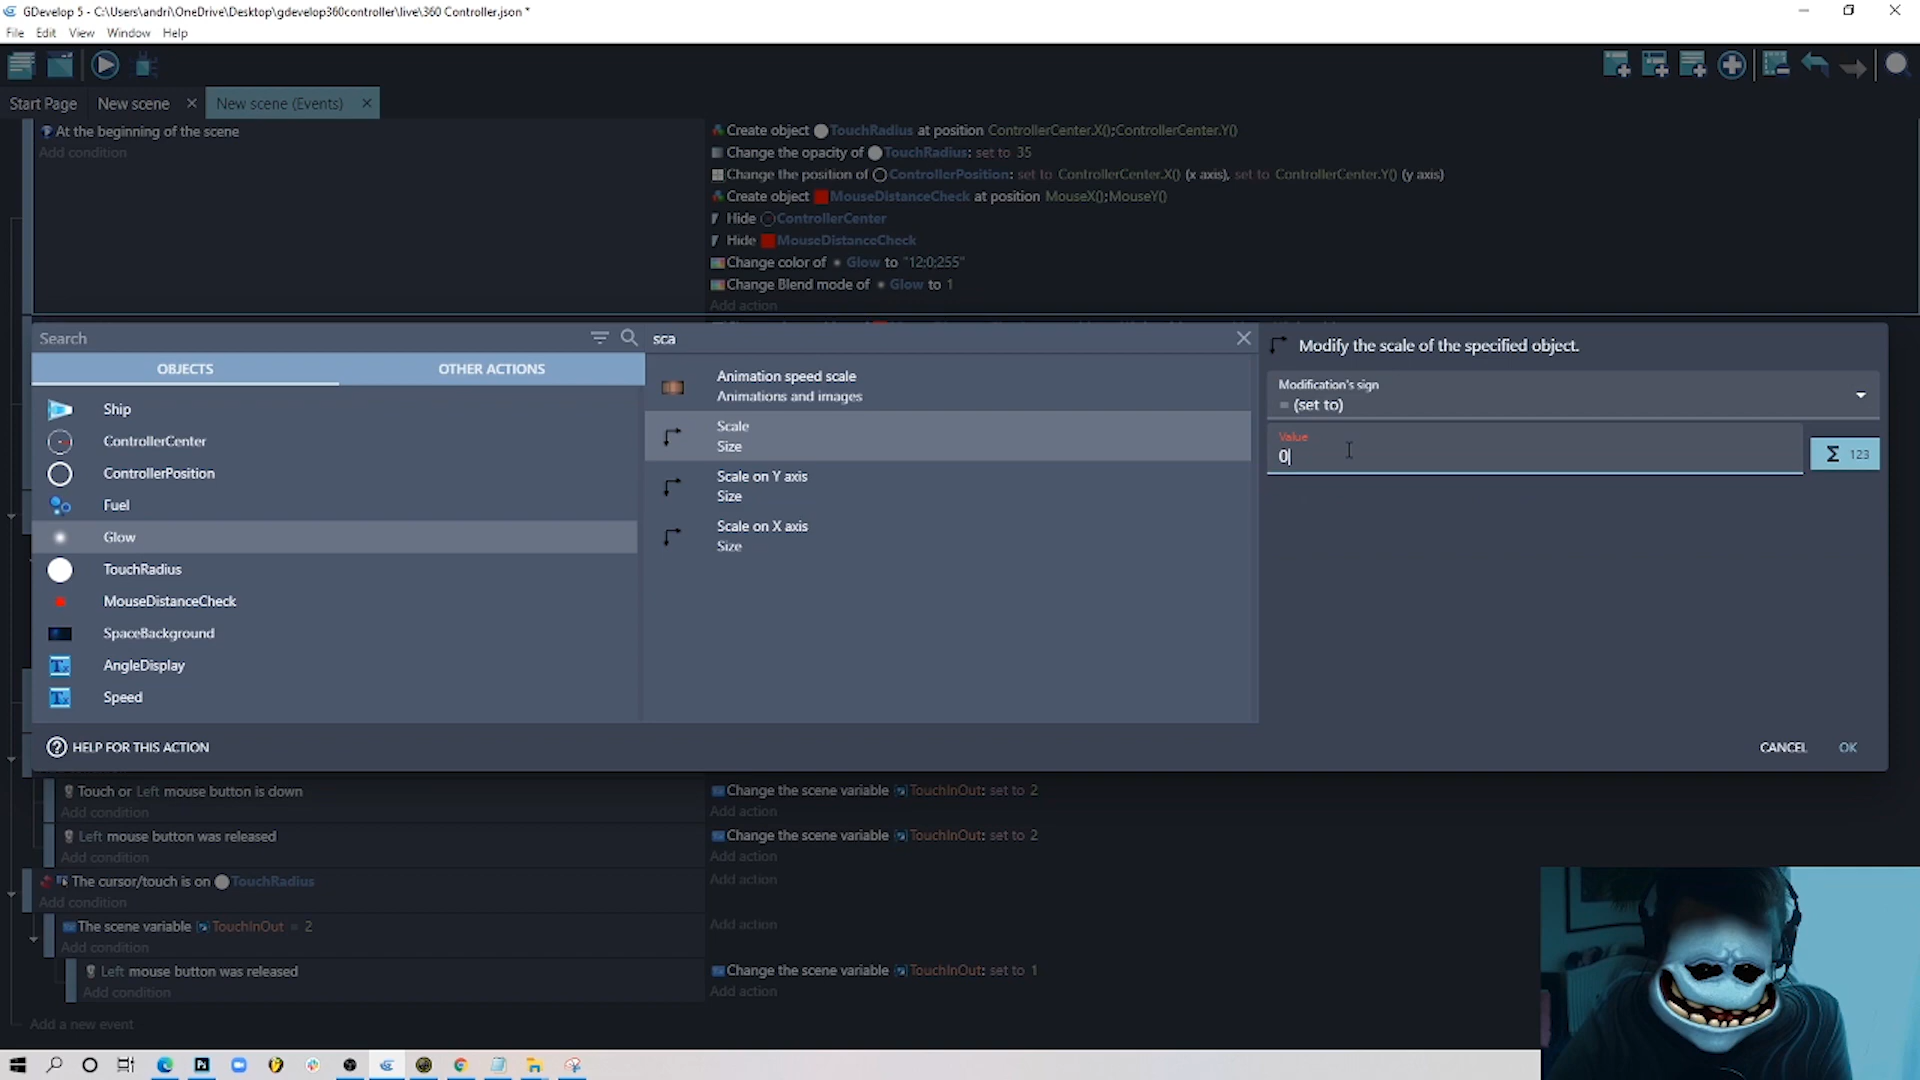 GDevelop 5 - C:\Users\andri\OneDrive\Desktop\gdevelop360controller\live\360 Controller.json *
File Edit View Window Help
Start Page New scene × New scene (Events) ×
At the beginning of the scene
Add condition
Create object TouchRadius at position ControllerCenter.X();ControllerCenter.Y()
Change the opacity of TouchRadius: set to 35
Change the position of ControllerPosition: set to ControllerCenter.X() (x axis), set to ControllerCenter.Y() (y axis)
Create object MouseDistanceCheck at position MouseX();MouseY()
Hide ControllerCenter
Hide MouseDistanceCheck
Change color of Glow to "12;0;255"
Change Blend mode of Glow to 1
Add action
Search
OBJECTS OTHER ACTIONS
Ship
ControllerCenter
ControllerPosition
Fuel
Glow
TouchRadius
MouseDistanceCheck
SpaceBackground
AngleDisplay
Speed
sca
Animation speed scale
Animations and images
Scale
Size
Scale on Y axis
Size
Scale on X axis
Size
Modify the scale of the specified object.
Modification's sign
= (set to)
Value
0
Σ 123
HELP FOR THIS ACTION
CANCEL OK
Touch or Left mouse button is down
Add condition
Change the scene variable TouchInOut: set to 2
Add action
Left mouse button was released
Add condition
Change the scene variable TouchInOut: set to 2
Add action
The cursor/touch is on TouchRadius
Add condition
Add action
The scene variable TouchInOut = 2
Add condition
Add action
Left mouse button was released
Add condition
Change the scene variable TouchInOut: set to 1
Add action
Add a new event